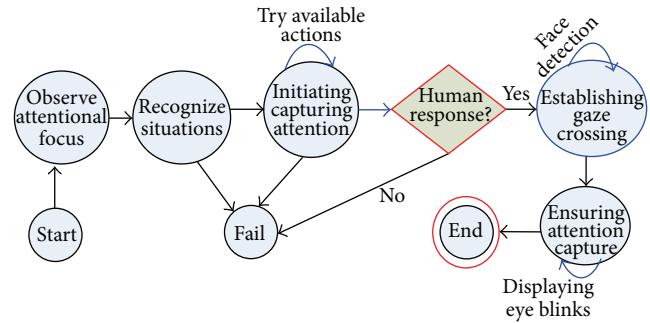 Try available
actions
Face
detection
Observe
attentional
focus
Recognize
situations
Initiating
capturing
attention
Human
response?
Yes
Establishing
gaze
crossing
No
Start
Fail
End
Ensuring
attention
capture
Displaying
eye blinks